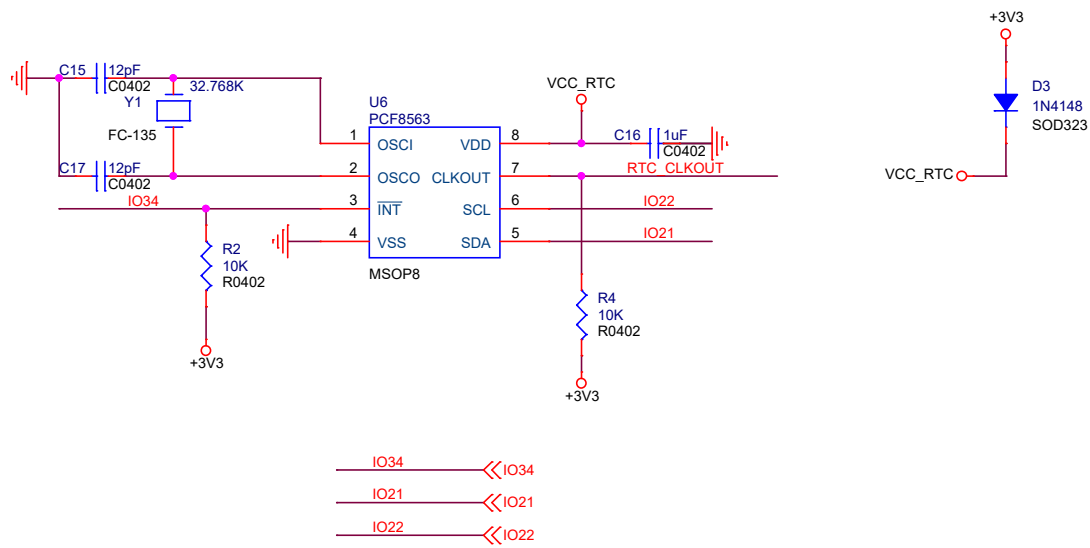 +3V3
C15
12pF
C0402
32.768K
Y1
FC-135
C17
12pF
C0402
VCC_RTC
U6
PCF8563
1
OSCI
VDD
8
2
OSCO
CLKOUT
7
3
INT
SCL
6
4
VSS
SDA
5
MSOP8
C16
1uF
C0402
RTC_CLKOUT
IO22
IO21
IO34
R2
10K
R0402
+3V3
R4
10K
R0402
+3V3
D3
1N4148
SOD323
VCC_RTC
IO34
IO34
IO21
IO21
IO22
IO22